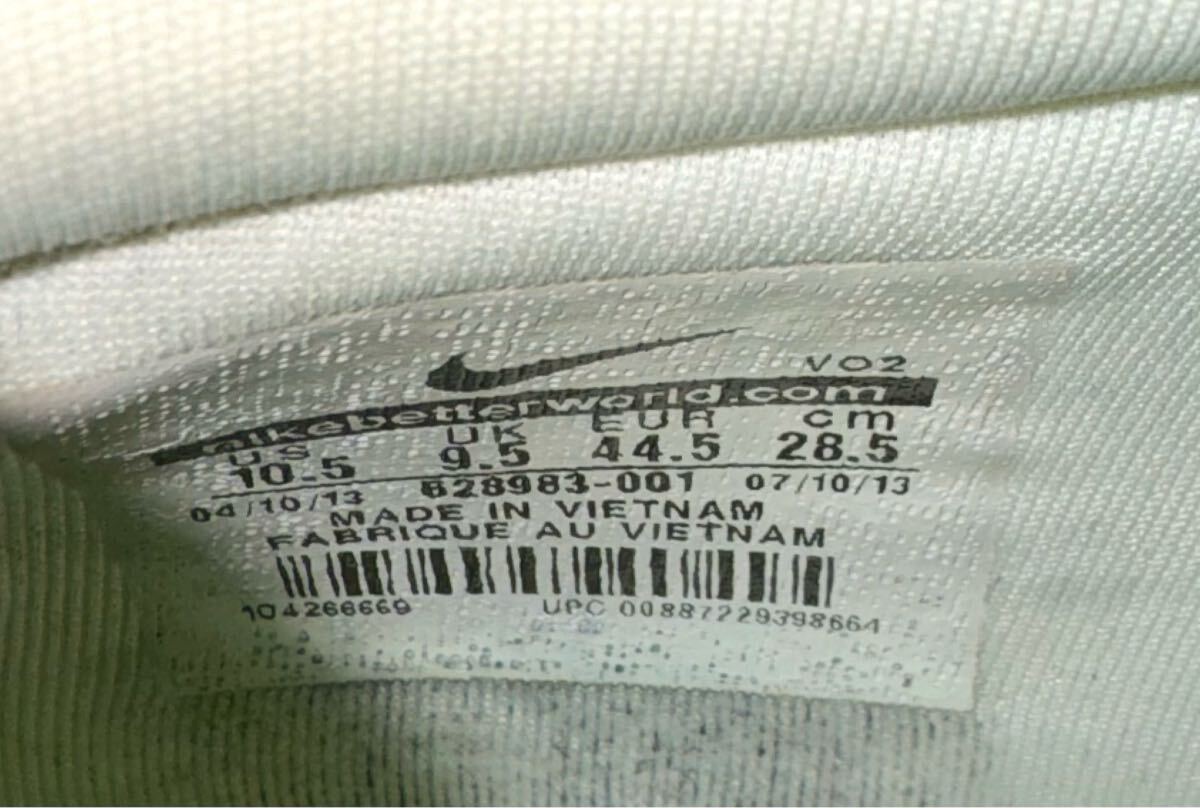 VO2
nikebetterworld.com
US UK EUR cm
10.5 9.5 44.5 28.5
04/10/13 628983-001 07/10/13
MADE IN VIETNAM
FABRIQUE AU VIETNAM
104266669 UPC 00887229398664